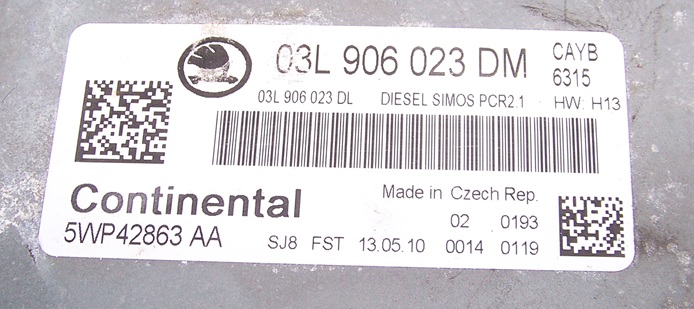 03L 906 023 DM CAYB
6315
03L 906 023 DL DIESEL SIMOS PCR2.1 HW: H13
Continental
Made in Czech Rep.
02 0193
5WP42863 AA SJ8 FST 13.05.10 0014 0119